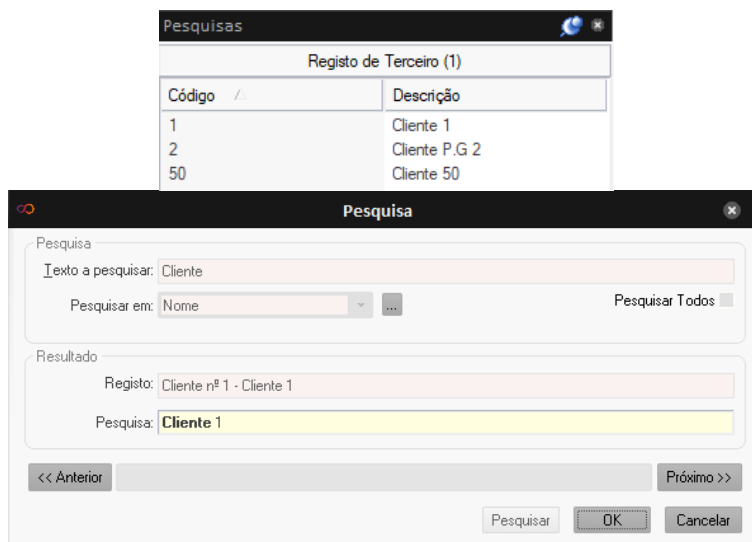 Pesquisas
Registo de Terceiro (1)
Código Descrição
1 Cliente 1
2 Cliente P.G 2
50 Cliente 50
Pesquisa
Pesquisa
Texto a pesquisar: Cliente
Pesquisar em: Nome ... Pesquisar Todos
Resultado
Registo: Cliente nº 1 - Cliente 1
Pesquisa: Cliente 1
<< Anterior Próximo >>
Pesquisar OK Cancelar